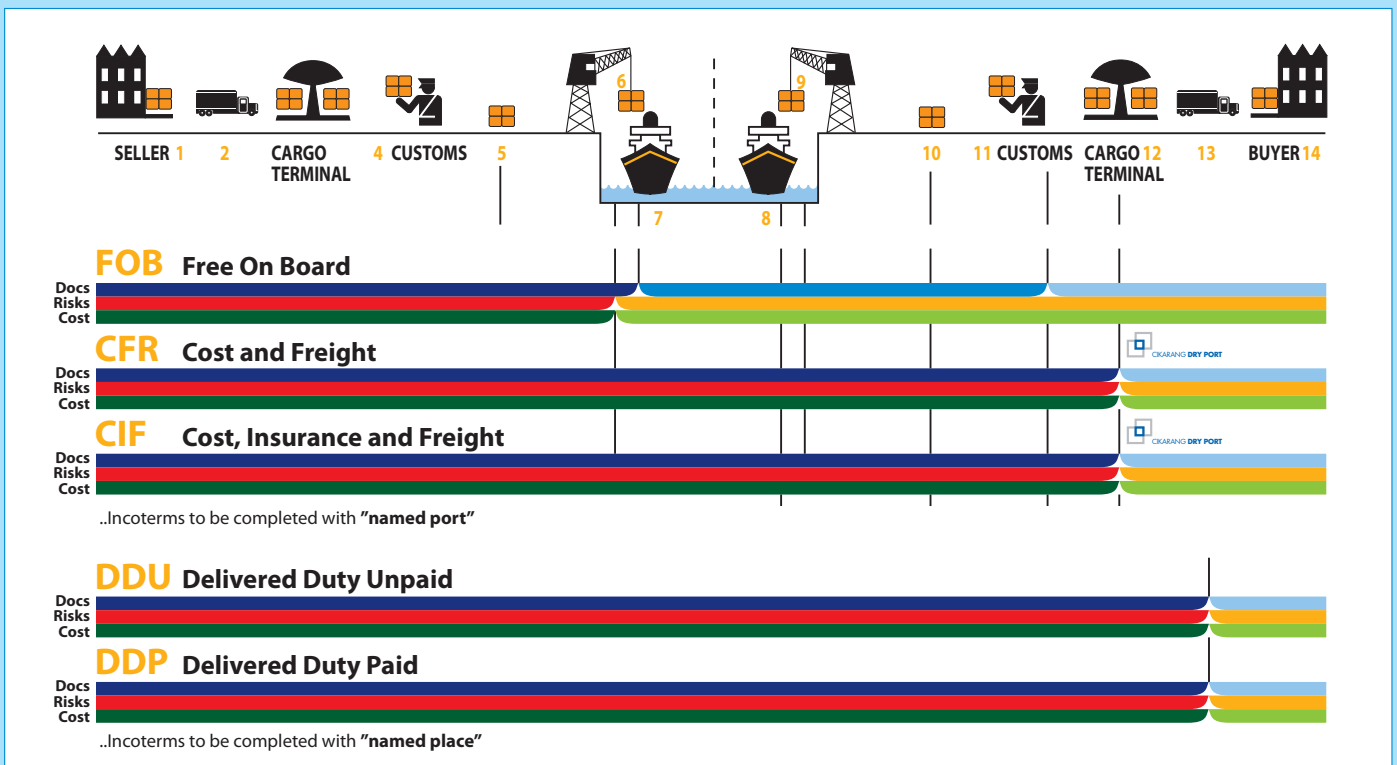 6
9
SELLER 1
2
CARGO
TERMINAL
4 CUSTOMS
5
10
11 CUSTOMS
CARGO 12
TERMINAL
13
BUYER 14
7
8
FOB Free On Board
Docs
Risks
Cost
CFR Cost and Freight
CIKARANG DRY PORT
Docs
Risks
Cost
CIF Cost, Insurance and Freight
CIKARANG DRY PORT
Docs
Risks
Cost
..Incoterms to be completed with ”named port”
DDU Delivered Duty Unpaid
Docs
Risks
Cost
DDP Delivered Duty Paid
Docs
Risks
Cost
..Incoterms to be completed with ”named place”